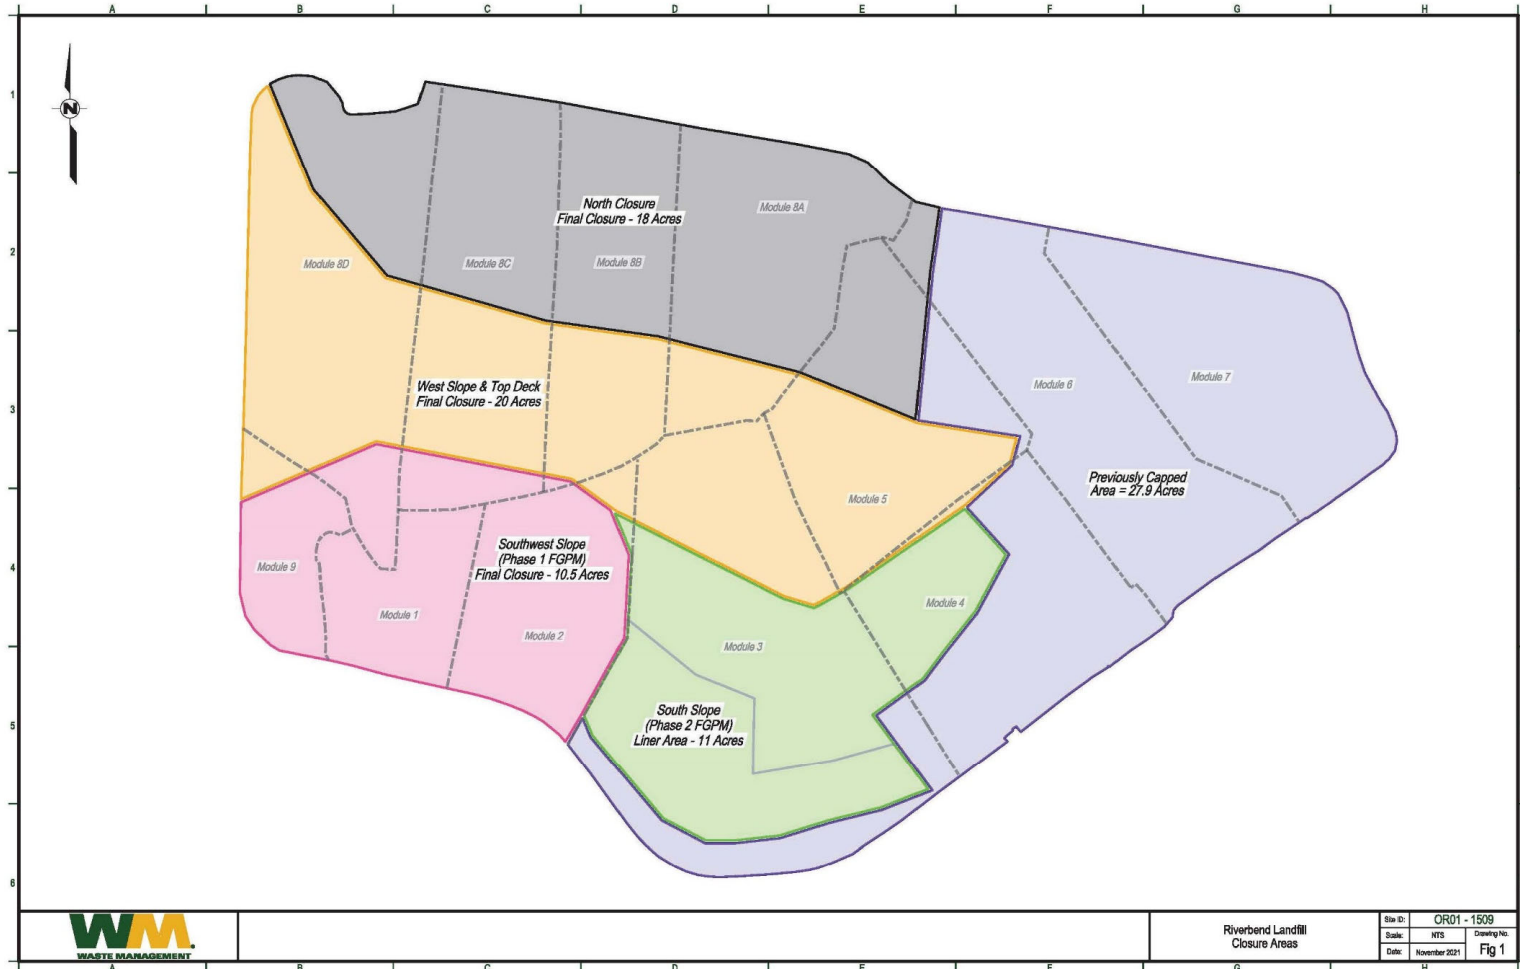 A B C D E F G H
1
N
North Closure
Final Closure - 18 Acres
Module 8A
2
Module 8D
Module 8C
Module 8B
Module 6
Module 7
West Slope & Top Deck
Final Closure - 20 Acres
3
Previously Capped
Area = 27.9 Acres
Module 5
Southwest Slope
(Phase 1 FGPM)
Final Closure - 10.5 Acres
4
Module 9
Module 1
Module 2
Module 4
Module 3
South Slope
(Phase 2 FGPM)
Liner Area - 11 Acres
5
6
WM
WASTE MANAGEMENT
Riverbend Landfill
Closure Areas
Site ID: OR01 - 1509
Scale: NTS
Drawing No.
Date: November 2021
Fig 1
A B C D E F G H